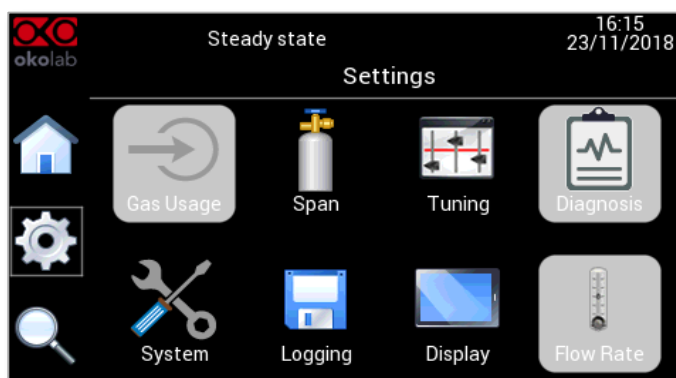 Steady state
16:15
23/11/2018
okolab
Settings
Gas Usage
Span
Tuning
Diagnosis
System
Logging
Display
Flow Rate